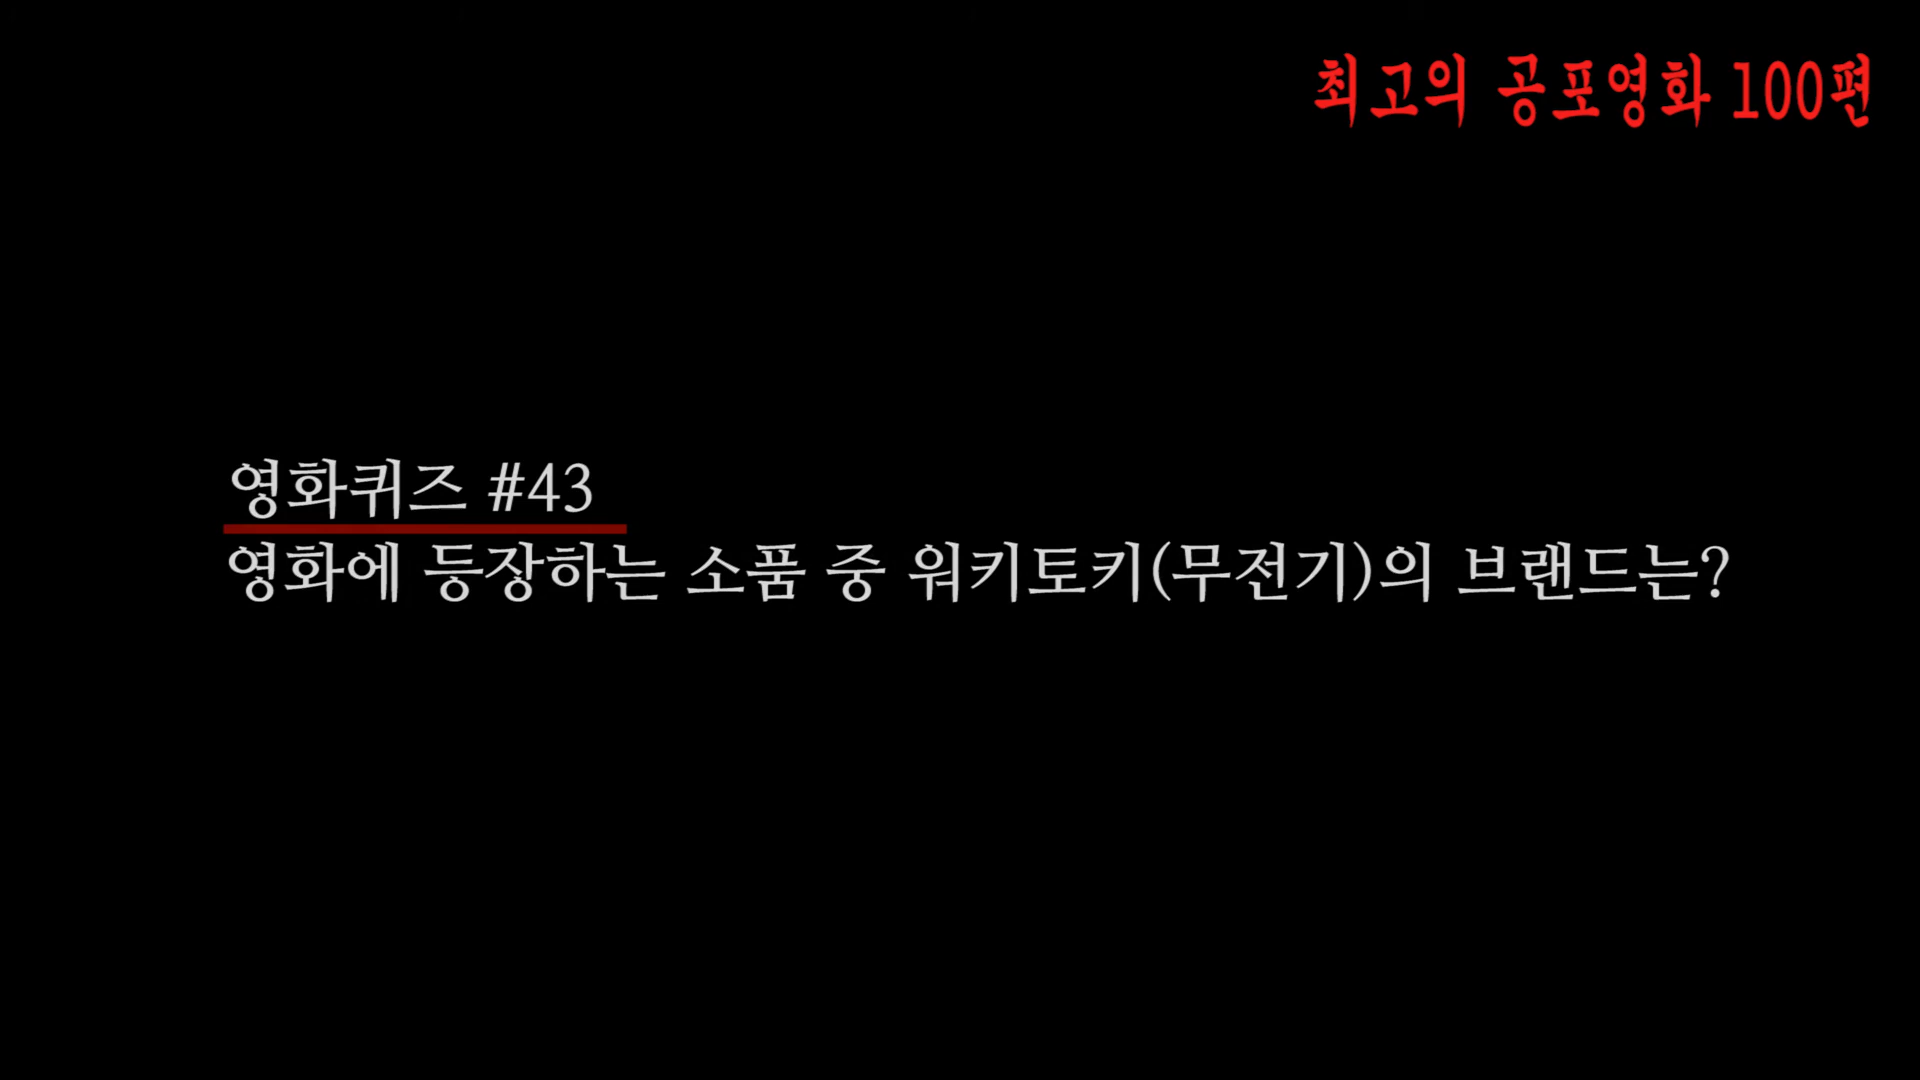 최고의 공포영화 100편
영화퀴즈 #43
영화에 등장하는 소품 중 워키토키(무전기)의 브랜드는?